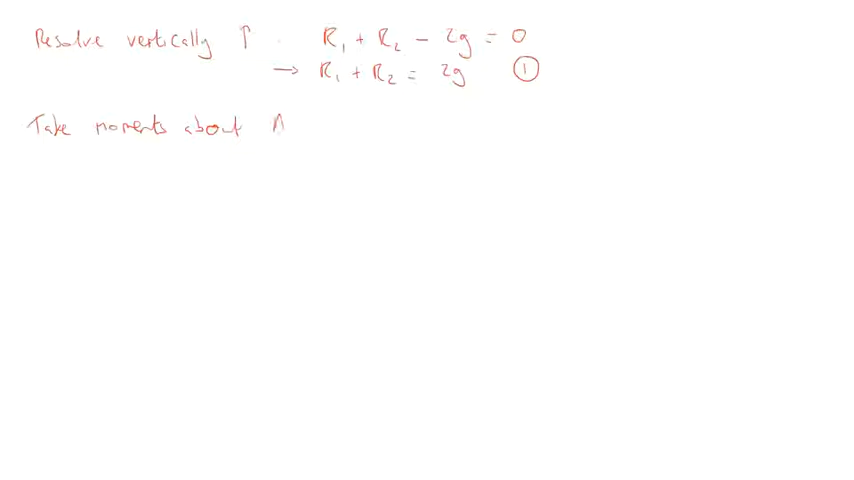 Resolve vertically ↑ R₁ + R₂ - 2g = 0
→ R₁ + R₂ = 2g ①
Take moments about A